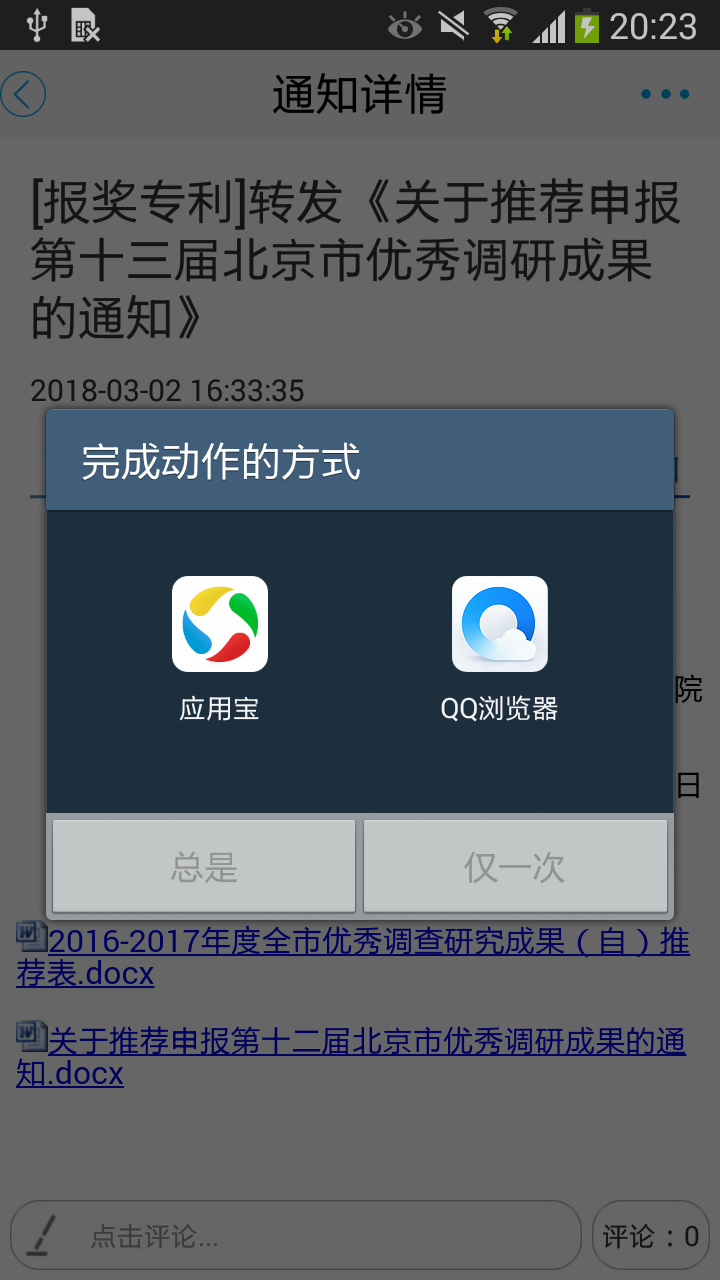 20:23
通知详情
[报奖专利]转发《关于推荐申报
第十三届北京市优秀调研成果
的通知》
2018-03-02 16:33:35
完成动作的方式
应用宝
QQ浏览器
院
日
总是
仅一次
2016-2017年度全市优秀调查研究成果（自）推
荐表.docx
关于推荐申报第十二届北京市优秀调研成果的通
知.docx
点击评论...
评论：0